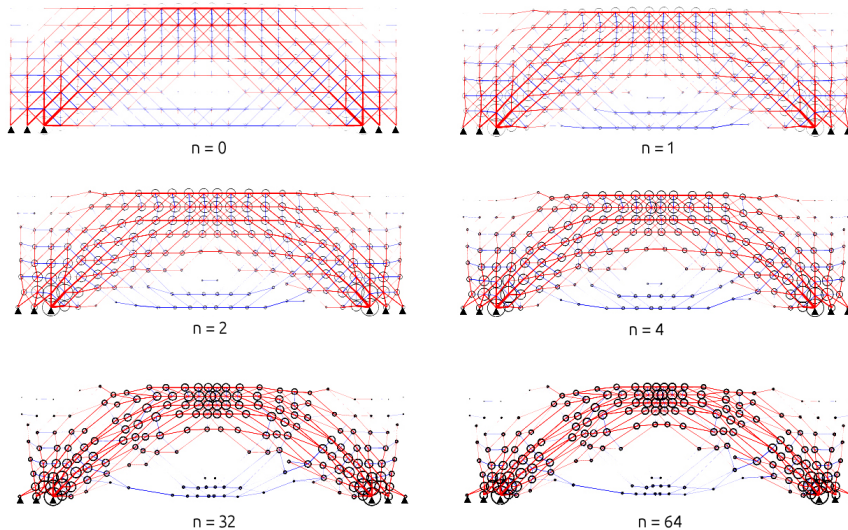 n = 0
n = 1
n = 2
n = 4
n = 32
n = 64